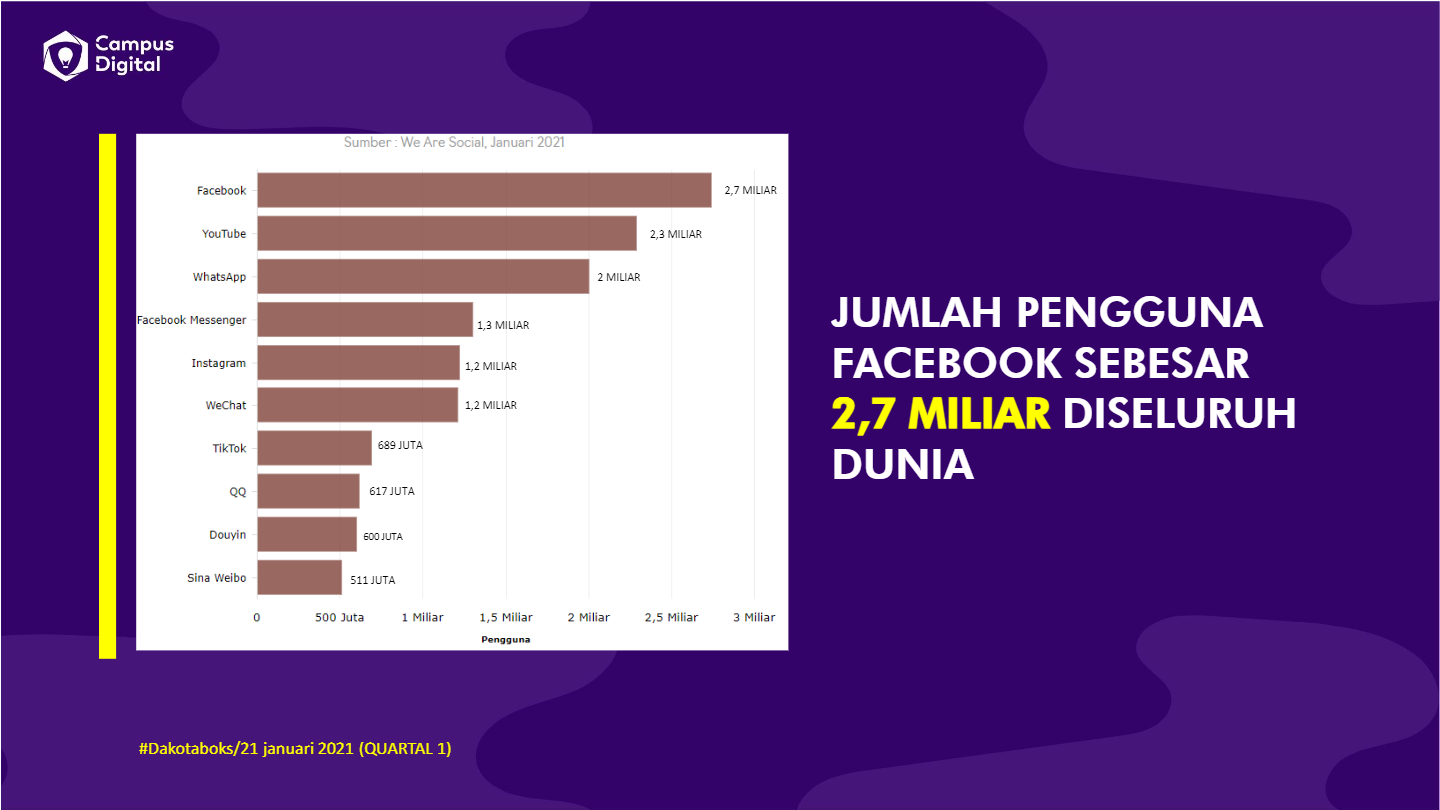 Campus
Digital
Sumber : We Are Social, Januari 2021
Facebook 2,7 MILIAR
YouTube 2,3 MILIAR
WhatsApp 2 MILIAR
Facebook Messenger 1,3 MILIAR
Instagram 1,2 MILIAR
WeChat 1,2 MILIAR
TikTok 689 JUTA
QQ 617 JUTA
Douyin 600 JUTA
Sina Weibo 511 JUTA
0 500 Juta 1 Miliar 1,5 Miliar 2 Miliar 2,5 Miliar 3 Miliar
Pengguna
JUMLAH PENGGUNA
FACEBOOK SEBESAR
2,7 MILIAR DISELURUH
DUNIA
#Dakotaboks/21 januari 2021 (QUARTAL 1)